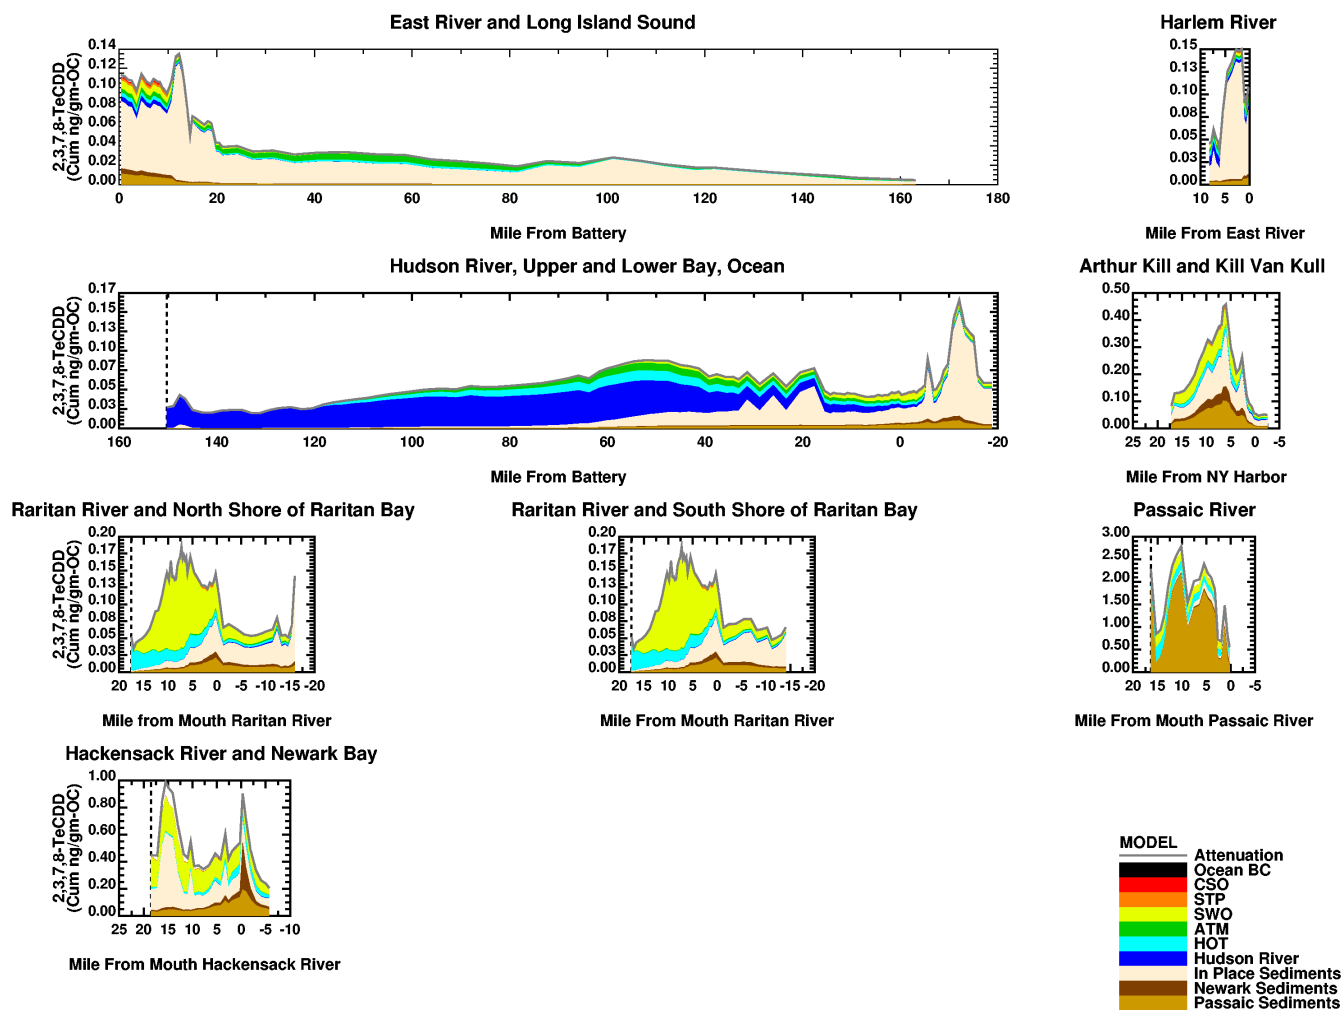 East River and Long Island Sound
2,3,7,8-TeCDD
(Cum ng/gm-OC)
0.14
0.12
0.10
0.08
0.06
0.04
0.02
0.00
0 20 40 60 80 100 120 140 160 180
Mile From Battery
Harlem River
0.15
0.13
0.10
0.08
0.05
0.03
0.00
10 5 0
Mile From East River
Hudson River, Upper and Lower Bay, Ocean
2,3,7,8-TeCDD
(Cum ng/gm-OC)
0.17
0.15
0.13
0.10
0.07
0.05
0.03
0.00
160 140 120 100 80 60 40 20 0 -20
Mile From Battery
Arthur Kill and Kill Van Kull
0.50
0.40
0.30
0.20
0.10
0.00
25 20 15 10 5 0 -5
Mile From NY Harbor
Raritan River and North Shore of Raritan Bay
2,3,7,8-TeCDD
(Cum ng/gm-OC)
0.20
0.17
0.15
0.13
0.10
0.08
0.05
0.03
0.00
20 15 10 5 0 -5 -10 -15 -20
Mile from Mouth Raritan River
Raritan River and South Shore of Raritan Bay
0.20
0.17
0.15
0.13
0.10
0.08
0.05
0.03
0.00
20 15 10 5 0 -5 -10 -15 -20
Mile From Mouth Raritan River
Passaic River
3.00
2.50
2.00
1.50
1.00
0.50
0.00
20 15 10 5 0 -5
Mile From Mouth Passaic River
Hackensack River and Newark Bay
2,3,7,8-TeCDD
(Cum ng/gm-OC)
1.00
0.80
0.60
0.40
0.20
0.00
25 20 15 10 5 0 -5 -10
Mile From Mouth Hackensack River
MODEL
Attenuation
Ocean BC
CSO
STP
SWO
ATM
HOT
Hudson River
In Place Sediments
Newark Sediments
Passaic Sediments